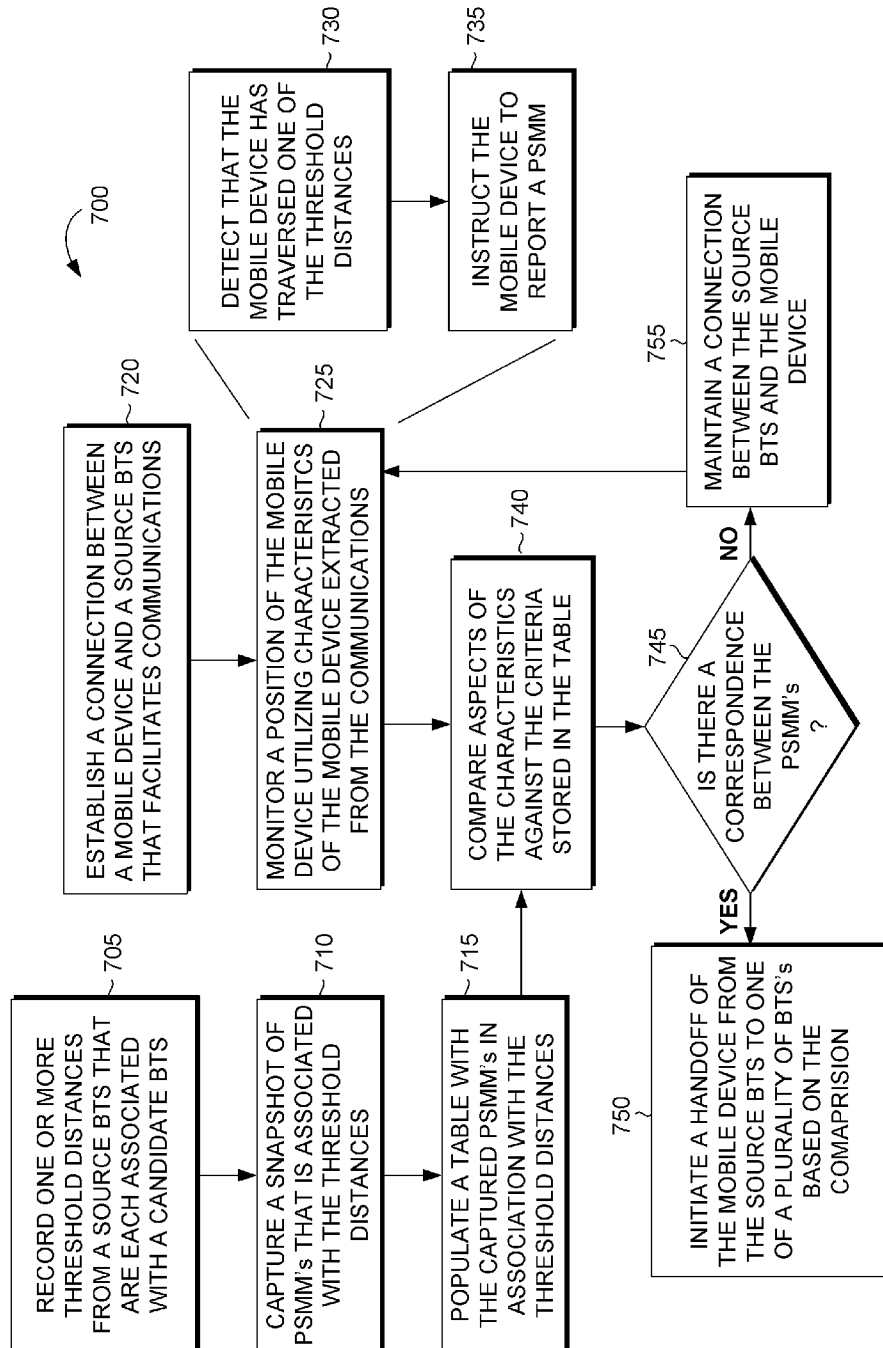 700
705
RECORD ONE OR MORE
THRESHOLD DISTANCES
FROM A SOURCE BTS THAT
ARE EACH ASSOCIATED
WITH A CANDIDATE BTS
710
CAPTURE A SNAPSHOT OF
PSMM's THAT IS ASSOCIATED
WITH THE THRESHOLD
DISTANCES
715
POPULATE A TABLE WITH
THE CAPTURED PSMM's IN
ASSOCIATION WITH THE
THRESHOLD DISTANCES
720
ESTABLISH A CONNECTION BETWEEN
A MOBILE DEVICE AND A SOURCE BTS
THAT FACILITATES COMMUNICATIONS
725
MONITOR A POSITION OF THE MOBILE
DEVICE UTILIZING CHARACTERISITCS
OF THE MOBILE DEVICE EXTRACTED
FROM THE COMMUNICATIONS
730
DETECT THAT THE
MOBILE DEVICE HAS
TRAVERSED ONE OF
THE THRESHOLD
DISTANCES
735
INSTRUCT THE
MOBILE DEVICE TO
REPORT A PSMM
740
COMPARE ASPECTS OF
THE CHARACTERISTICS
AGAINST THE CRITERIA
STORED IN THE TABLE
745
IS THERE A
CORRESPONDENCE
BETWEEN THE
PSMM's
?
YES
NO
750
INITIATE A HANDOFF OF
THE MOBILE DEVICE FROM
THE SOURCE BTS TO ONE
OF A PLURALITY OF BTS's
BASED ON THE
COMAPRISION
755
MAINTAIN A CONNECTION
BETWEEN THE SOURCE
BTS AND THE MOBILE
DEVICE